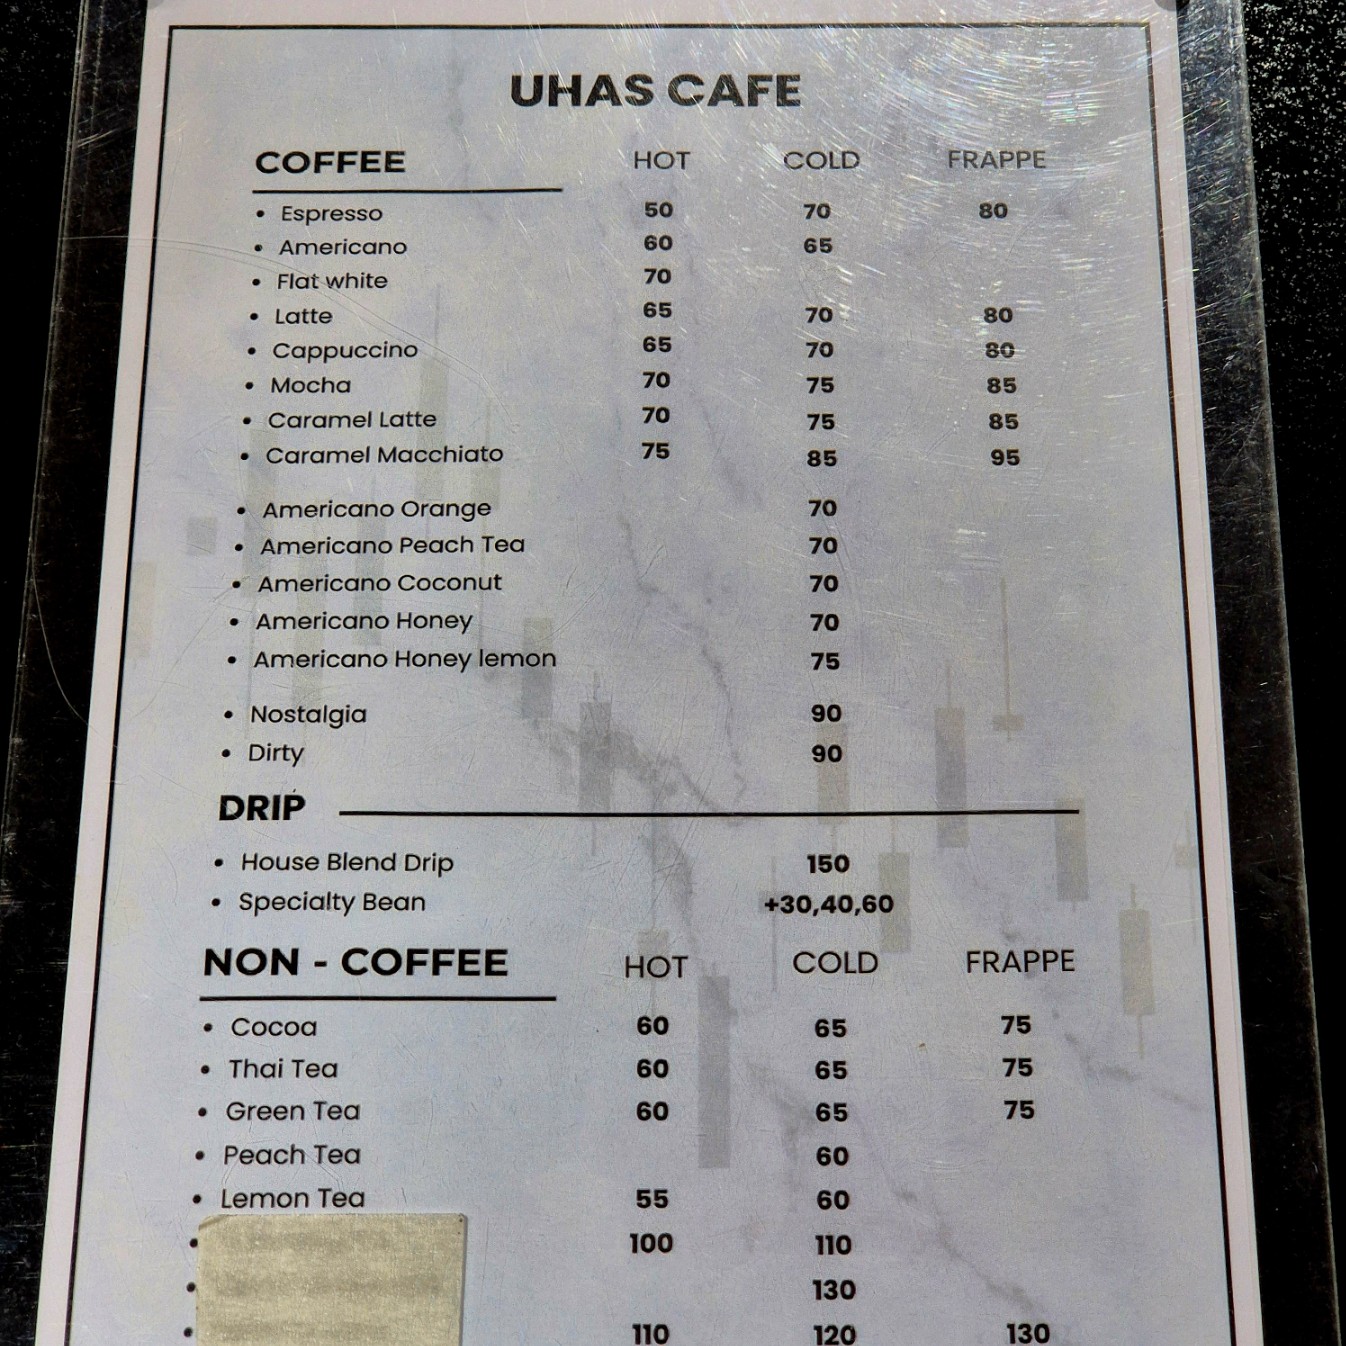 UHAS CAFE
COFFEE HOT COLD FRAPPE
• Espresso 50 70 80
• Americano 60 65
• Flat white 70
• Latte 65 70 80
• Cappuccino 65 70 80
• Mocha 70 75 85
• Caramel Latte 70 75 85
• Caramel Macchiato 75 85 95
• Americano Orange 70
• Americano Peach Tea 70
• Americano Coconut 70
• Americano Honey 70
• Americano Honey lemon 75
• Nostalgia 90
• Dirty 90
DRIP
• House Blend Drip 150
• Specialty Bean +30,40,60
NON - COFFEE HOT COLD FRAPPE
• Cocoa 60 65 75
• Thai Tea 60 65 75
• Green Tea 60 65 75
• Peach Tea 60
• Lemon Tea 55 60
• 100 110
• 130
• 110 120 130